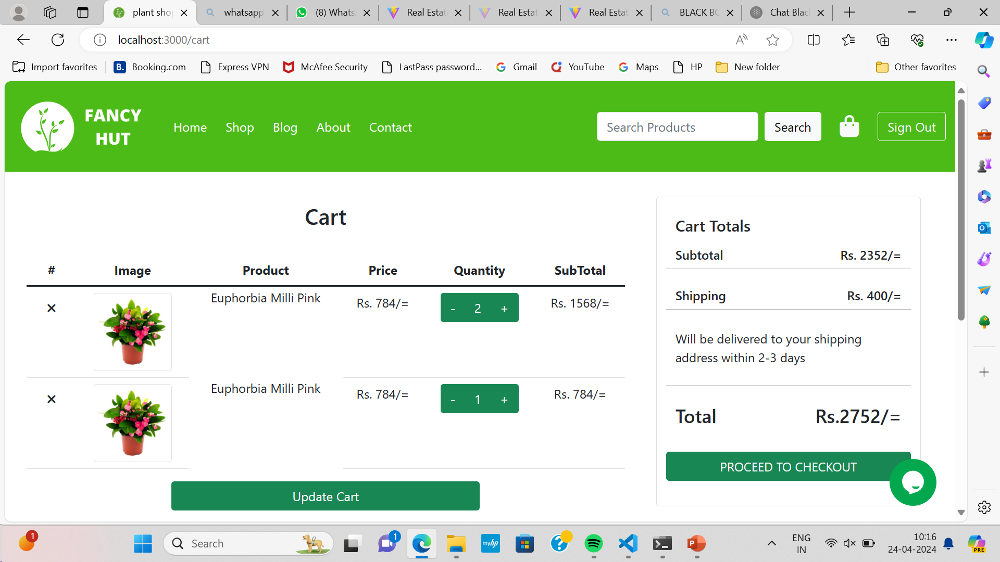 plant shop
whatsapp
(8) Whats
Real Estat
Real Estat
Real Estat
BLACK BO
Chat Blac
localhost:3000/cart
Import favorites
Booking.com
Express VPN
McAfee Security
LastPass password...
Gmail
YouTube
Maps
HP
New folder
Other favorites
FANCY
HUT
Home
Shop
Blog
About
Contact
Search Products
Search
Sign Out
Cart
# Image Product Price Quantity SubTotal
Euphorbia Milli Pink Rs. 784/= - 2 + Rs. 1568/=
Euphorbia Milli Pink Rs. 784/= - 1 + Rs. 784/=
Update Cart
Cart Totals
Subtotal Rs. 2352/=
Shipping Rs. 400/=
Will be delivered to your shipping
address within 2-3 days
Total Rs.2752/=
PROCEED TO CHECKOUT
1
Search
1
myhp
P
ENG
IN
10:16
24-04-2024
PRE